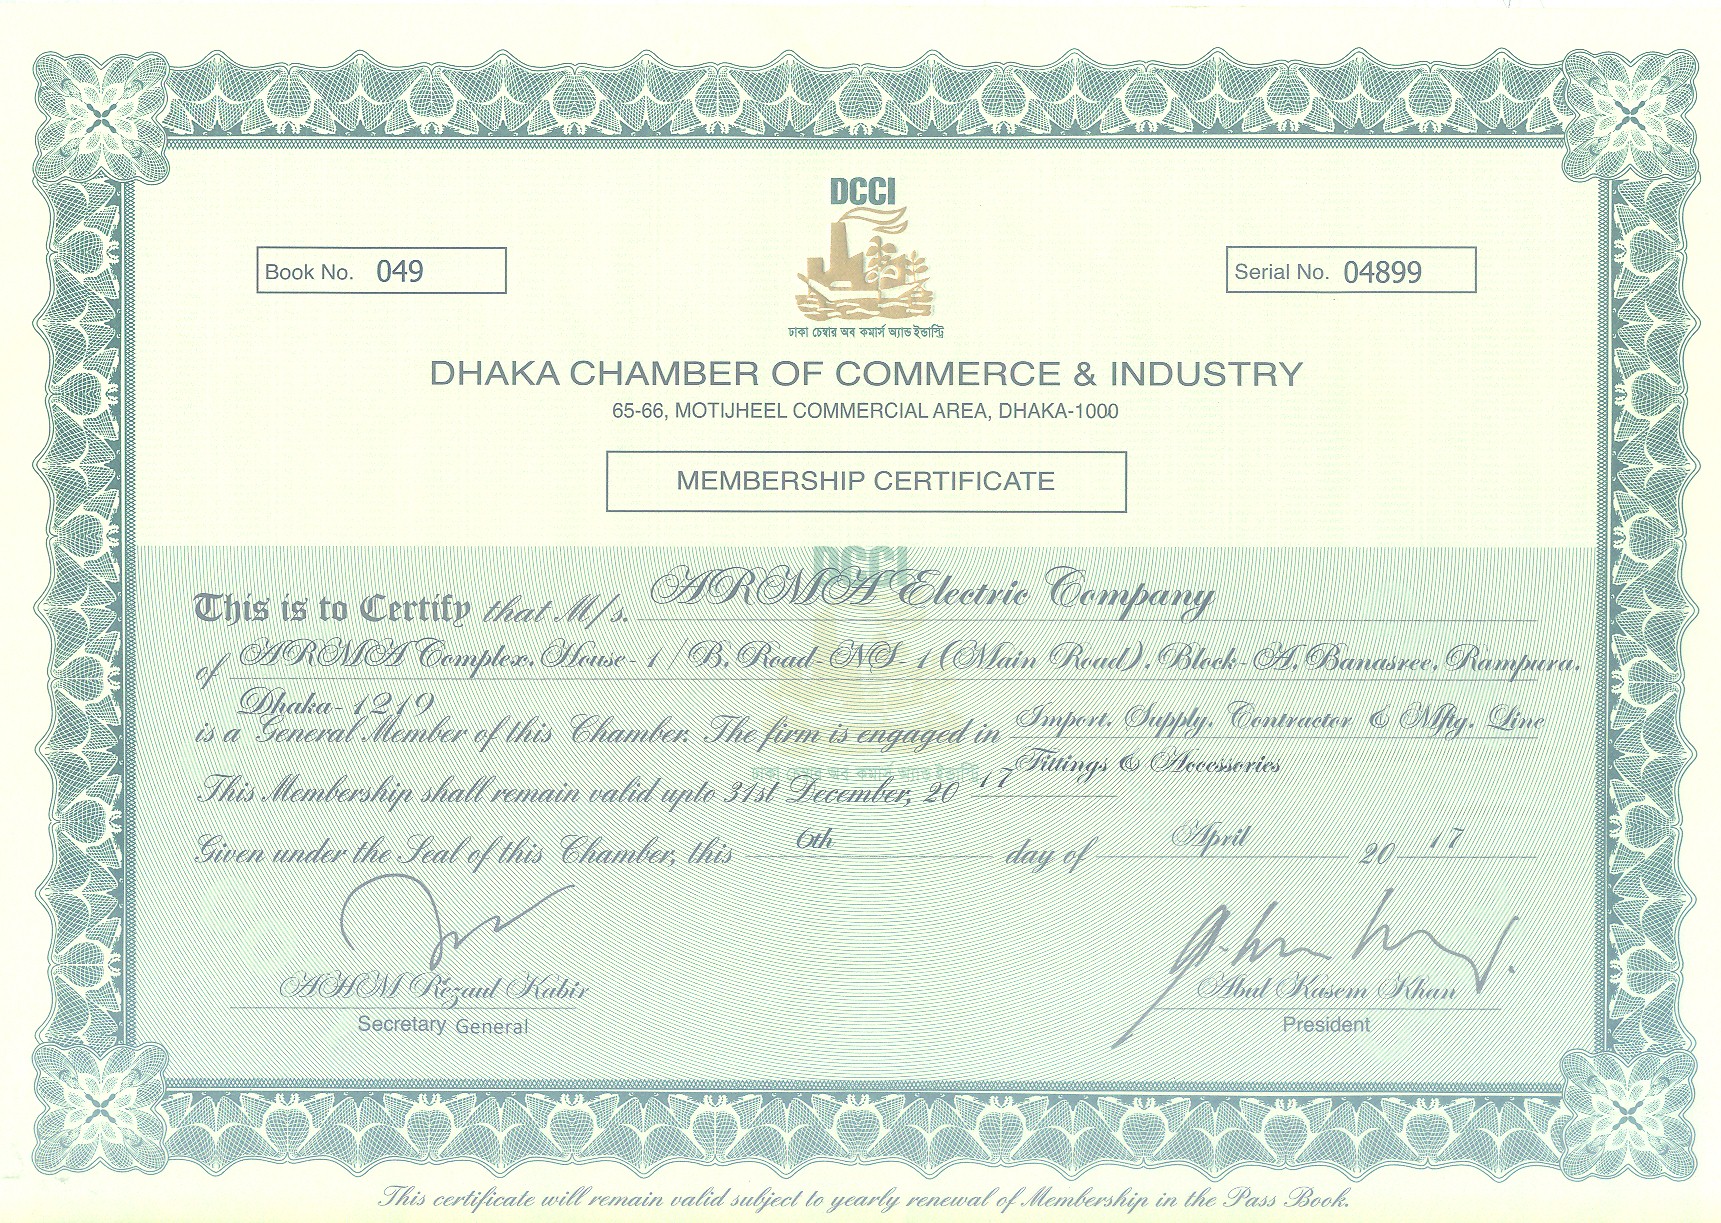 DCCI
Book No. 049
Serial No. 04899
ঢাকা চেম্বার অব কমার্স অ্যান্ড ইন্ডাস্ট্রি
DHAKA CHAMBER OF COMMERCE & INDUSTRY
65-66, MOTIJHEEL COMMERCIAL AREA, DHAKA-1000
MEMBERSHIP CERTIFICATE
DCCI
This is to Certify that M/s. ARMA Electric Company
of ARMA Complex, House-1/B, Road-NS-1 (Main Road), Block-A, Banasree, Rampura,
Dhaka-1219
is a General Member of this Chamber. The firm is engaged in Import, Supply, Contractor & Mftg. Line
Fittings & Accessories
ঢাকা চেম্বার অব কমার্স অ্যান্ড ইন্ডাস্ট্রি
This Membership shall remain valid upto 31st December, 2017
Given under the Seal of this Chamber, this 6th day of April 2017
AHM Rezaul Kabir
Secretary General
Abul Kasem Khan
President
This certificate will remain valid subject to yearly renewal of Membership in the Pass Book.